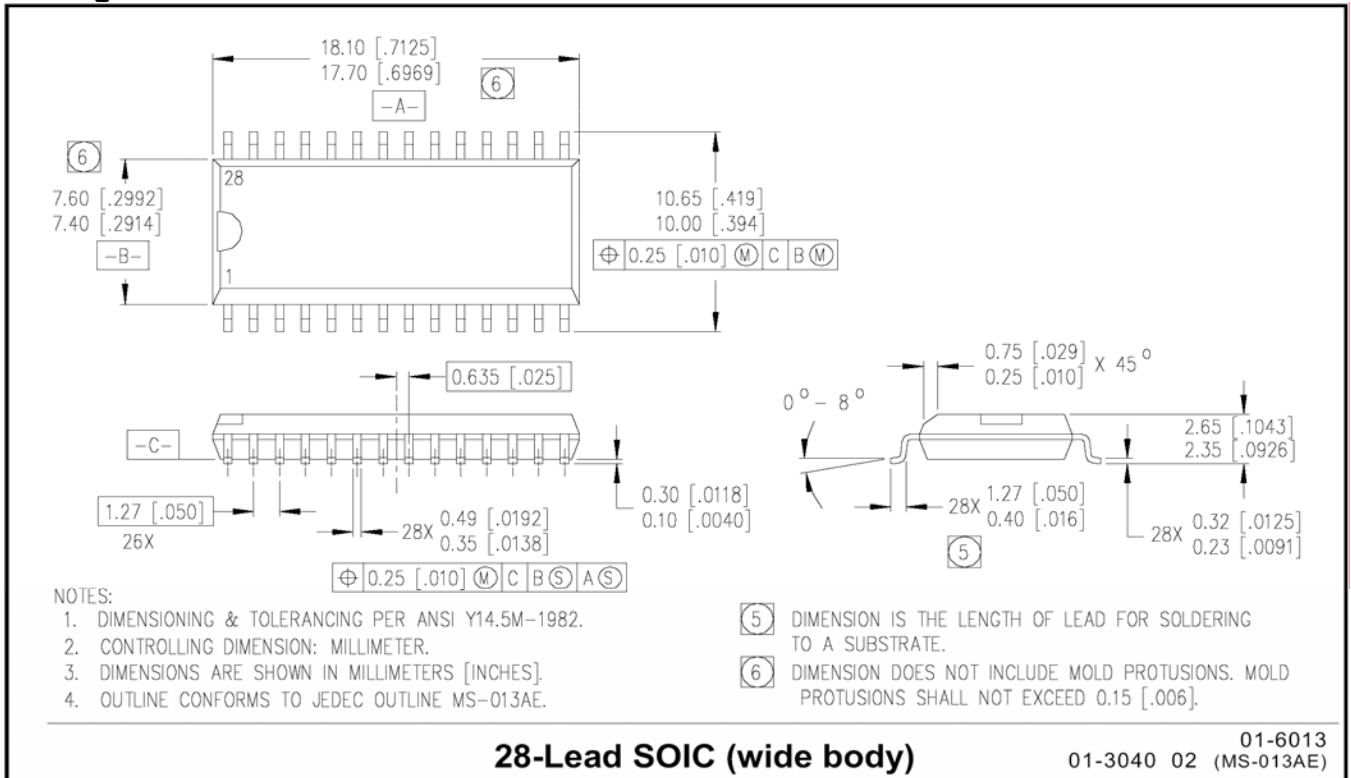 18.10 [.7125]
17.70 [.6969]
6
-A-
6
7.60 [.2992]
7.40 [.2914]
-B-
28
1
10.65 [.419]
10.00 [.394]
⌖ 0.25 [.010] Ⓜ C B Ⓜ
0.635 [.025]
-C-
1.27 [.050]
26X
28X 0.49 [.0192]
0.35 [.0138]
⌖ 0.25 [.010] Ⓜ C B Ⓢ A Ⓢ
0.30 [.0118]
0.10 [.0040]
0.75 [.029]
0.25 [.010] X 45°
0° – 8°
2.65 [.1043]
2.35 [.0926]
28X 1.27 [.050]
0.40 [.016]
5
28X 0.32 [.0125]
0.23 [.0091]
NOTES:
1. DIMENSIONING & TOLERANCING PER ANSI Y14.5M-1982.
2. CONTROLLING DIMENSION: MILLIMETER.
3. DIMENSIONS ARE SHOWN IN MILLIMETERS [INCHES].
4. OUTLINE CONFORMS TO JEDEC OUTLINE MS-013AE.
5 DIMENSION IS THE LENGTH OF LEAD FOR SOLDERING
TO A SUBSTRATE.
6 DIMENSION DOES NOT INCLUDE MOLD PROTUSIONS. MOLD
PROTUSIONS SHALL NOT EXCEED 0.15 [.006].
28-Lead SOIC (wide body)
01-6013
01-3040 02 (MS-013AE)